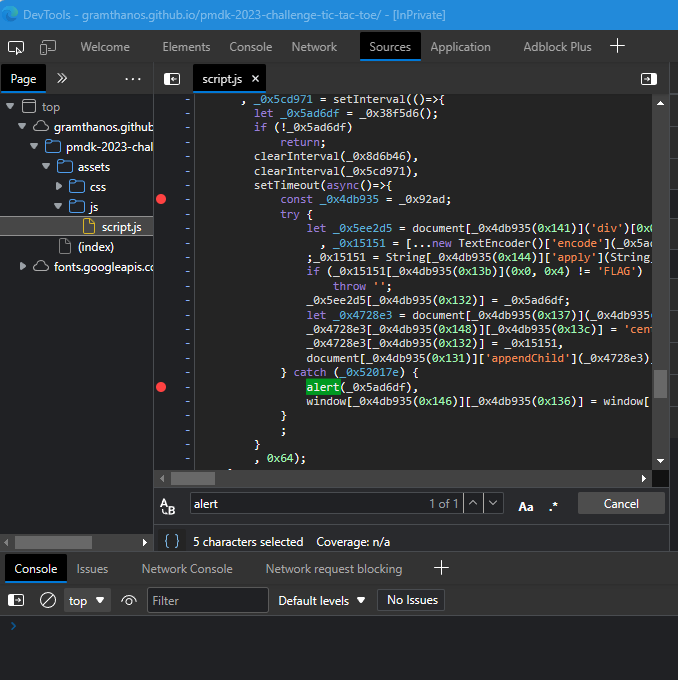 DevTools - gramthanos.github.io/pmdk-2023-challenge-tic-tac-toe/ - [InPrivate]
Welcome Elements Console Network Sources Application Adblock Plus
Page
script.js
top
gramthanos.github
pmdk-2023-chal
assets
css
js
script.js
(index)
fonts.googleapis.co
, _0x5cd971 = setInterval(()=>{
let _0x5ad6df = _0x38f5d6();
if (!_0x5ad6df)
return;
clearInterval(_0x8d6b46),
clearInterval(_0x5cd971),
setTimeout(async()=>{
const _0x4db935 = _0x92ad;
try {
let _0x5ee2d5 = document[_0x4db935(0x141)]('div')[0x
, _0x15151 = [...new TextEncoder()['encode'](_0x5a
;_0x15151 = String[_0x4db935(0x144)]['apply'](String,
if (_0x15151[_0x4db935(0x13b)](0x0, 0x4) != 'FLAG')
throw '';
_0x5ee2d5[_0x4db935(0x132)] = _0x5ad6df;
let _0x4728e3 = document[_0x4db935(0x137)](_0x4db935(
_0x4728e3[_0x4db935(0x148)][_0x4db935(0x13c)] = 'cent
_0x4728e3[_0x4db935(0x132)] = _0x15151,
document[_0x4db935(0x131)]['appendChild'](_0x4728e3)
} catch (_0x52017e) {
alert(_0x5ad6df),
window[_0x4db935(0x146)][_0x4db935(0x136)] = window[
}
;
}
, 0x64);
alert 1 of 1 Aa .* Cancel
{ } 5 characters selected Coverage: n/a
Console Issues Network Console Network request blocking
top Filter Default levels No Issues